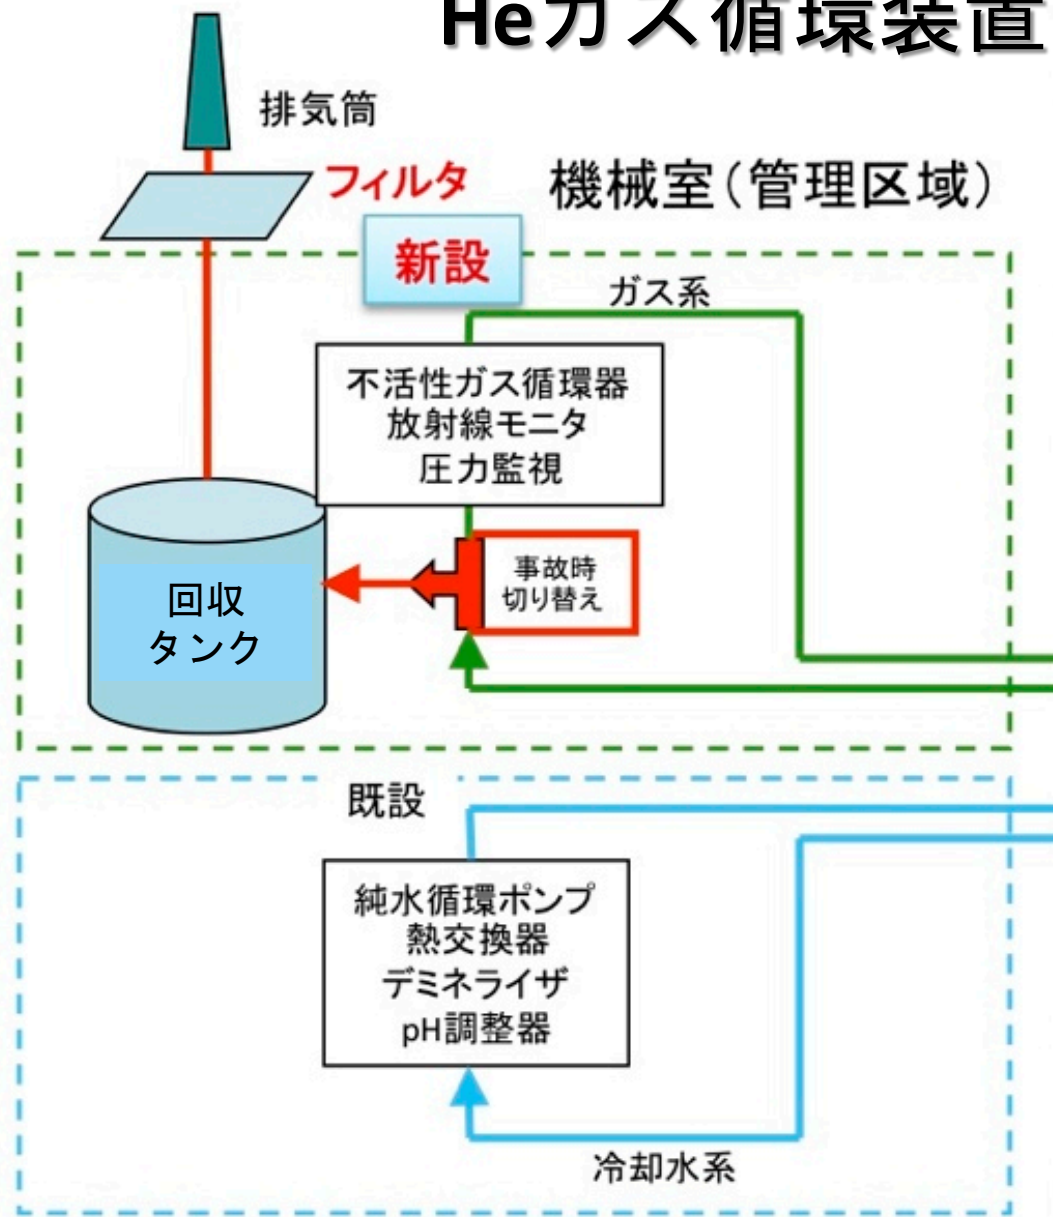 Heガス循環装置
排気筒
フィルタ
機械室(管理区域)
新設
ガス系
不活性ガス循環器
放射線モニタ
圧力監視
事故時
切り替え
回収
タンク
既設
純水循環ポンプ
熱交換器
デミネライザ
pH調整器
冷却水系